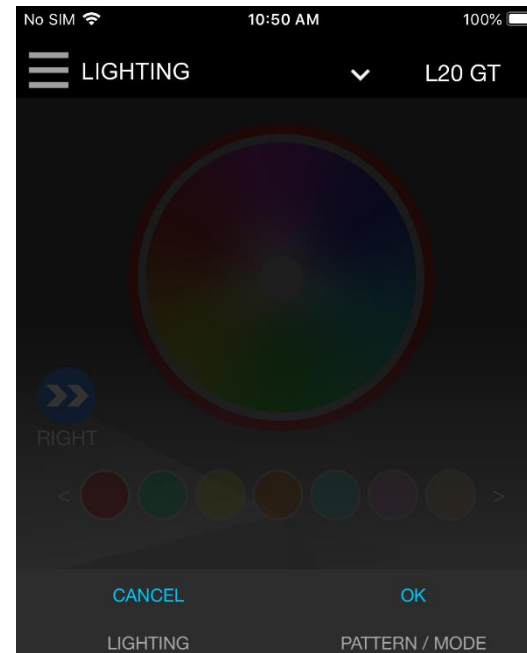 No SIM 10:50 AM 100%
LIGHTING L20 GT
RIGHT
< >
CANCEL OK
LIGHTING PATTERN / MODE